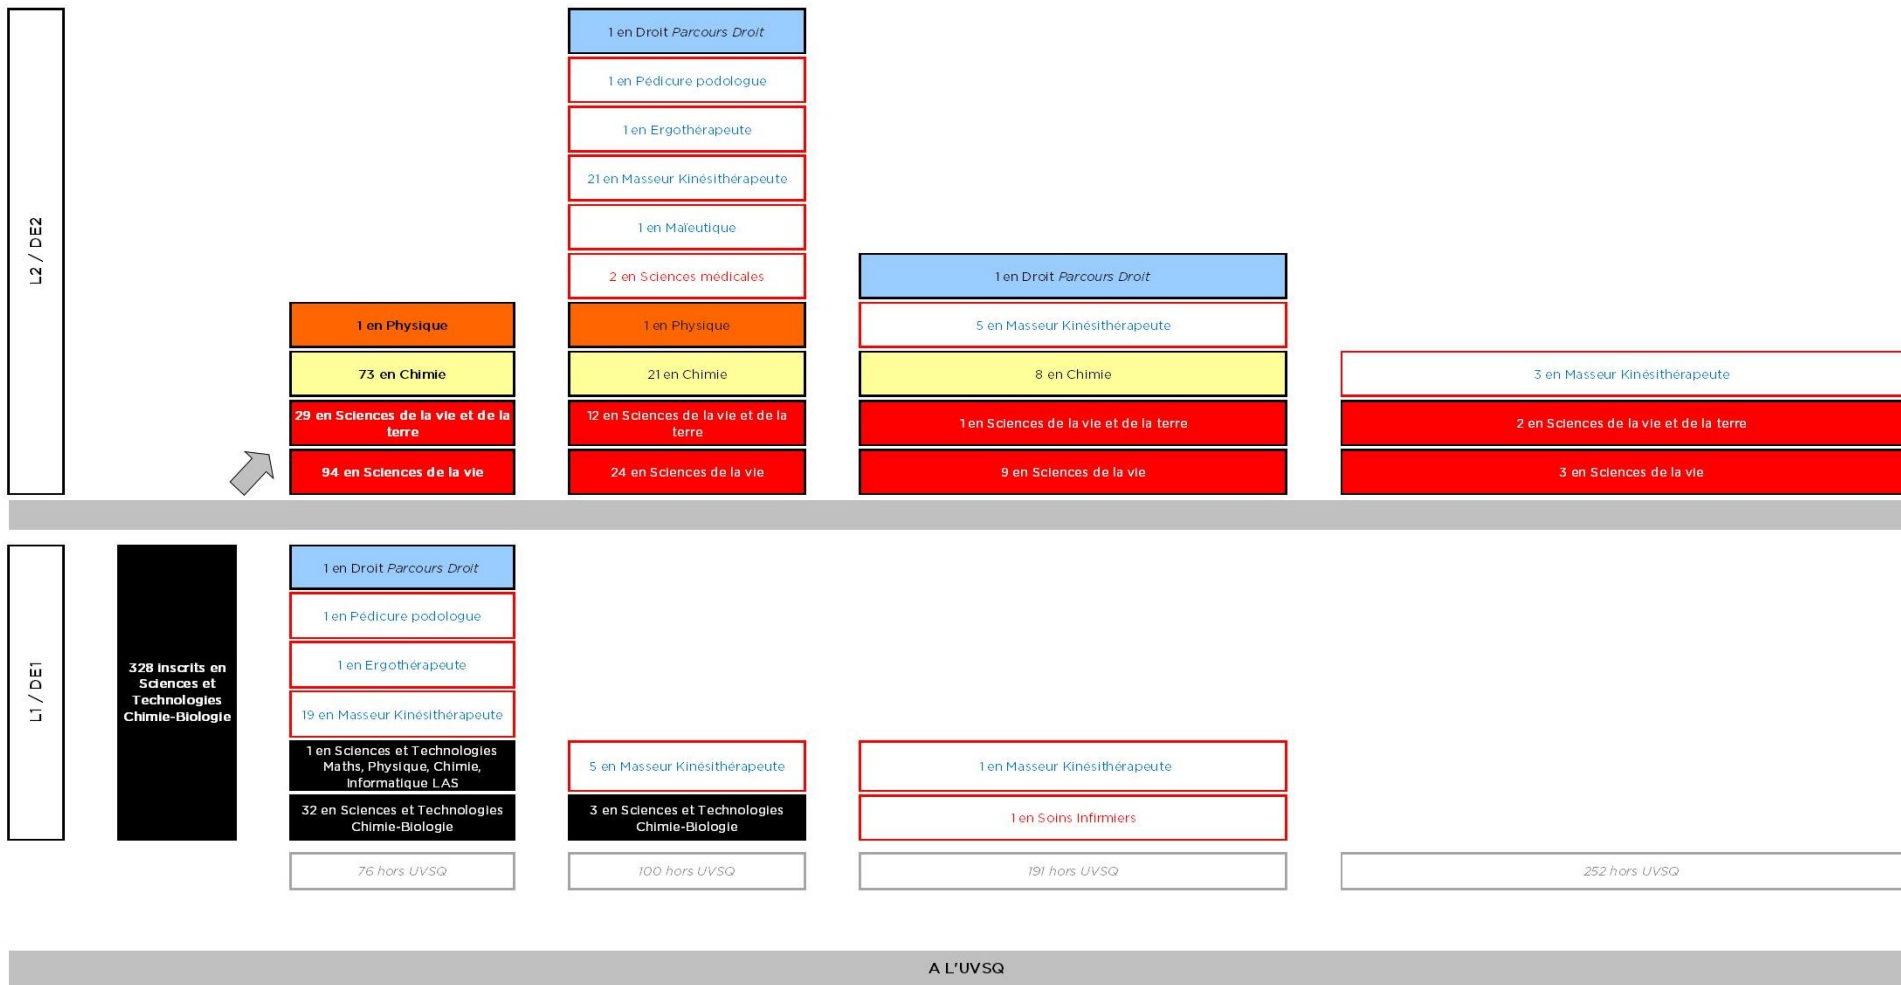 L2 / DE2
1 en Droit Parcours Droit
1 en Pédicure podologue
1 en Ergothérapeute
21 en Masseur Kinésithérapeute
1 en Maïeutique
2 en Sciences médicales
1 en Droit Parcours Droit
1 en Physique
1 en Physique
5 en Masseur Kinésithérapeute
73 en Chimie
21 en Chimie
8 en Chimie
3 en Masseur Kinésithérapeute
29 en Sciences de la vie et de la
terre
12 en Sciences de la vie et de la
terre
1 en Sciences de la vie et de la terre
2 en Sciences de la vie et de la terre
94 en Sciences de la vie
24 en Sciences de la vie
9 en Sciences de la vie
3 en Sciences de la vie
L1 / DE1
328 inscrits en
Sciences et
Technologies
Chimie-Biologie
1 en Droit Parcours Droit
1 en Pédicure podologue
1 en Ergothérapeute
19 en Masseur Kinésithérapeute
1 en Sciences et Technologies
Maths, Physique, Chimie,
Informatique LAS
5 en Masseur Kinésithérapeute
1 en Masseur Kinésithérapeute
32 en Sciences et Technologies
Chimie-Biologie
3 en Sciences et Technologies
Chimie-Biologie
1 en Soins Infirmiers
76 hors UVSQ
100 hors UVSQ
191 hors UVSQ
252 hors UVSQ
A L'UVSQ